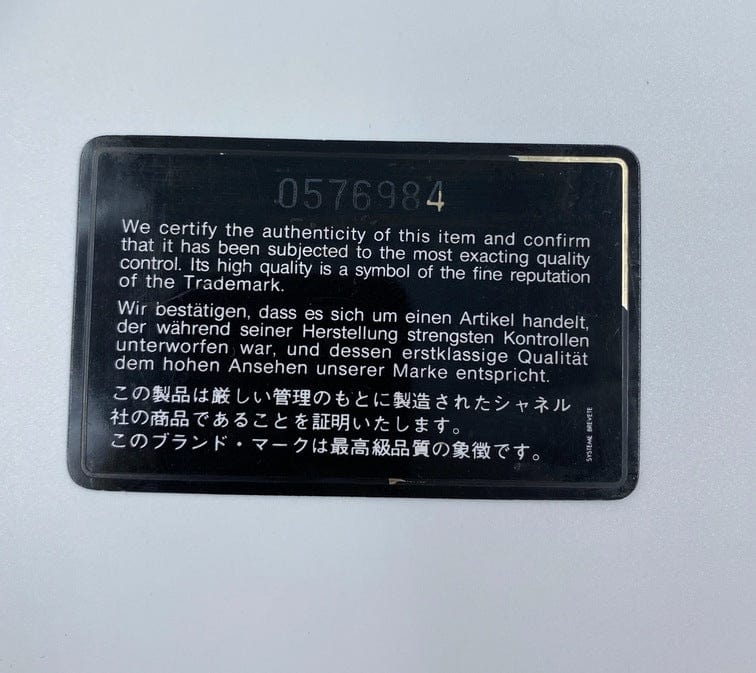 0576984
We certify the authenticity of this item and confirm
that it has been subjected to the most exacting quality
control. Its high quality is a symbol of the fine reputation
of the Trademark.
Wir bestätigen, dass es sich um einen Artikel handelt,
der während seiner Herstellung strengsten Kontrollen
unterworfen war, und dessen erstklassige Qualität
dem hohen Ansehen unserer Marke entspricht.
この製品は厳しい管理のもとに製造されたシャネル
社の商品であることを証明いたします。
このブランド・マークは最高級品質の象徴です。
SYSTEME BREVETE